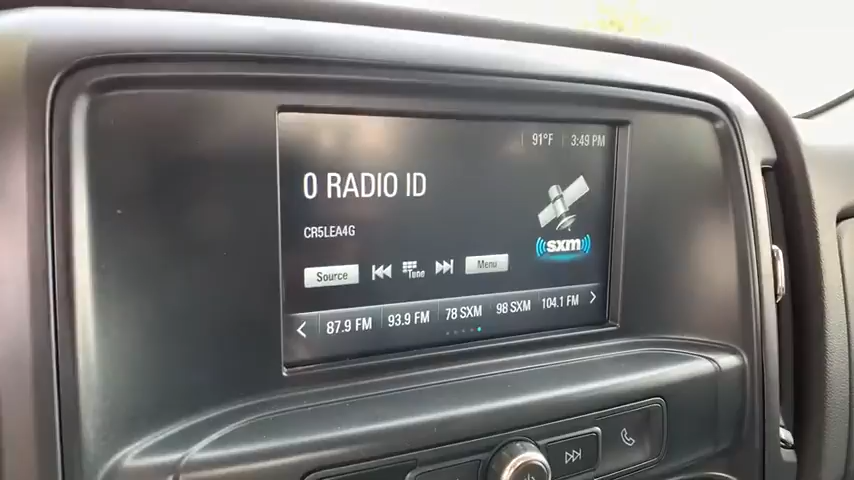 91°F 3:49 PM
0 RADIO ID
CR5LEA4G
sxm
Source Tune Menu
87.9 FM 93.9 FM 78 SXM 98 SXM 104.1 FM